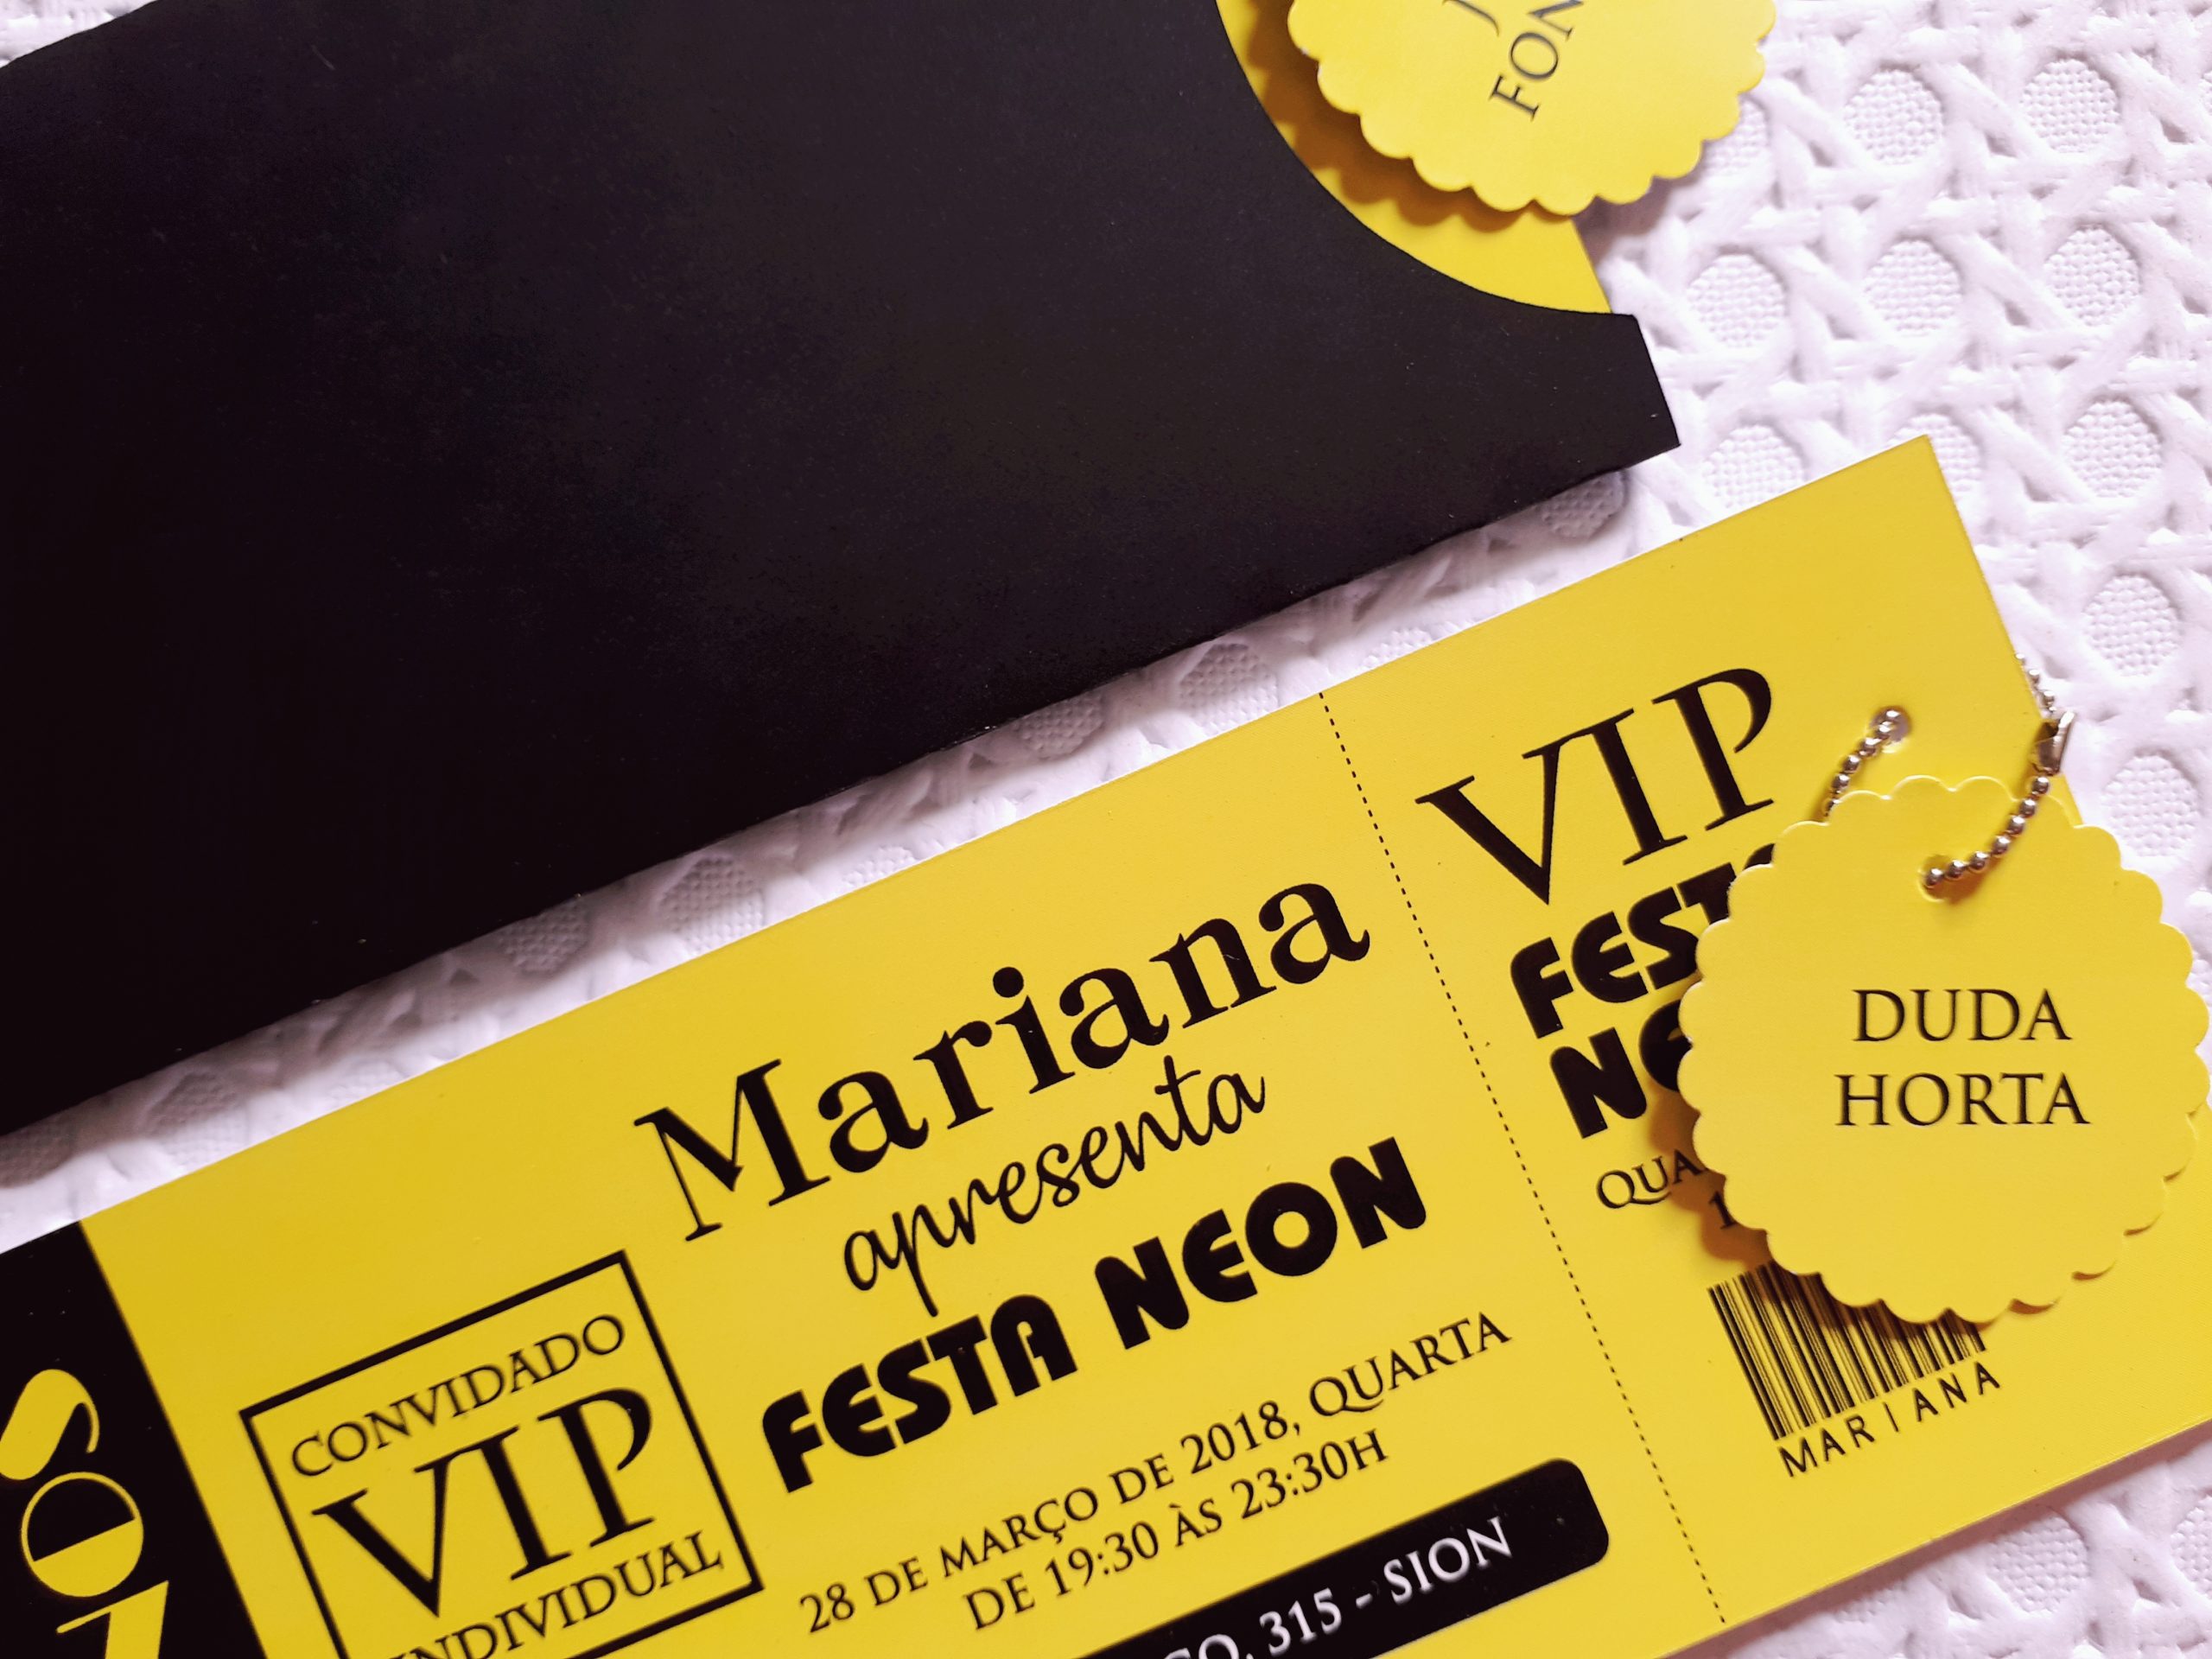 Mariana
apresenta
FESTA NEON
28 DE MARÇO DE 2018, QUARTA
DE 19:30 ÀS 23:30H
315 - SION
CONVIDADO
VIP
INDIVIDUAL
VIP
MARIANA
DUDA
HORTA